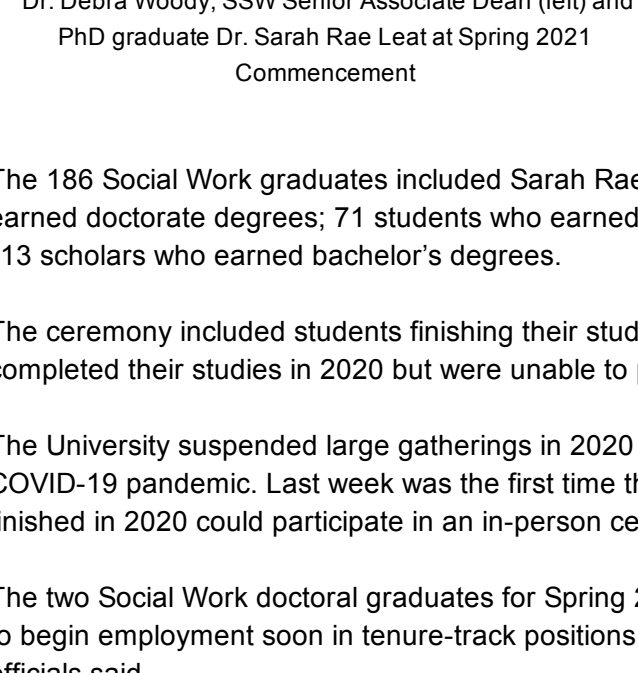 Dr. Debra Woody, SSW Senior Associate Dean (left) and
PhD graduate Dr. Sarah Rae Leat at Spring 2021
Commencement
The 186 Social Work graduates included Sarah Rae
earned doctorate degrees; 71 students who earned
13 scholars who earned bachelor’s degrees.
The ceremony included students finishing their stud
completed their studies in 2020 but were unable to
The University suspended large gatherings in 2020
COVID-19 pandemic. Last week was the first time th
finished in 2020 could participate in an in-person ce
The two Social Work doctoral graduates for Spring 2
to begin employment soon in tenure-track positions
officials said